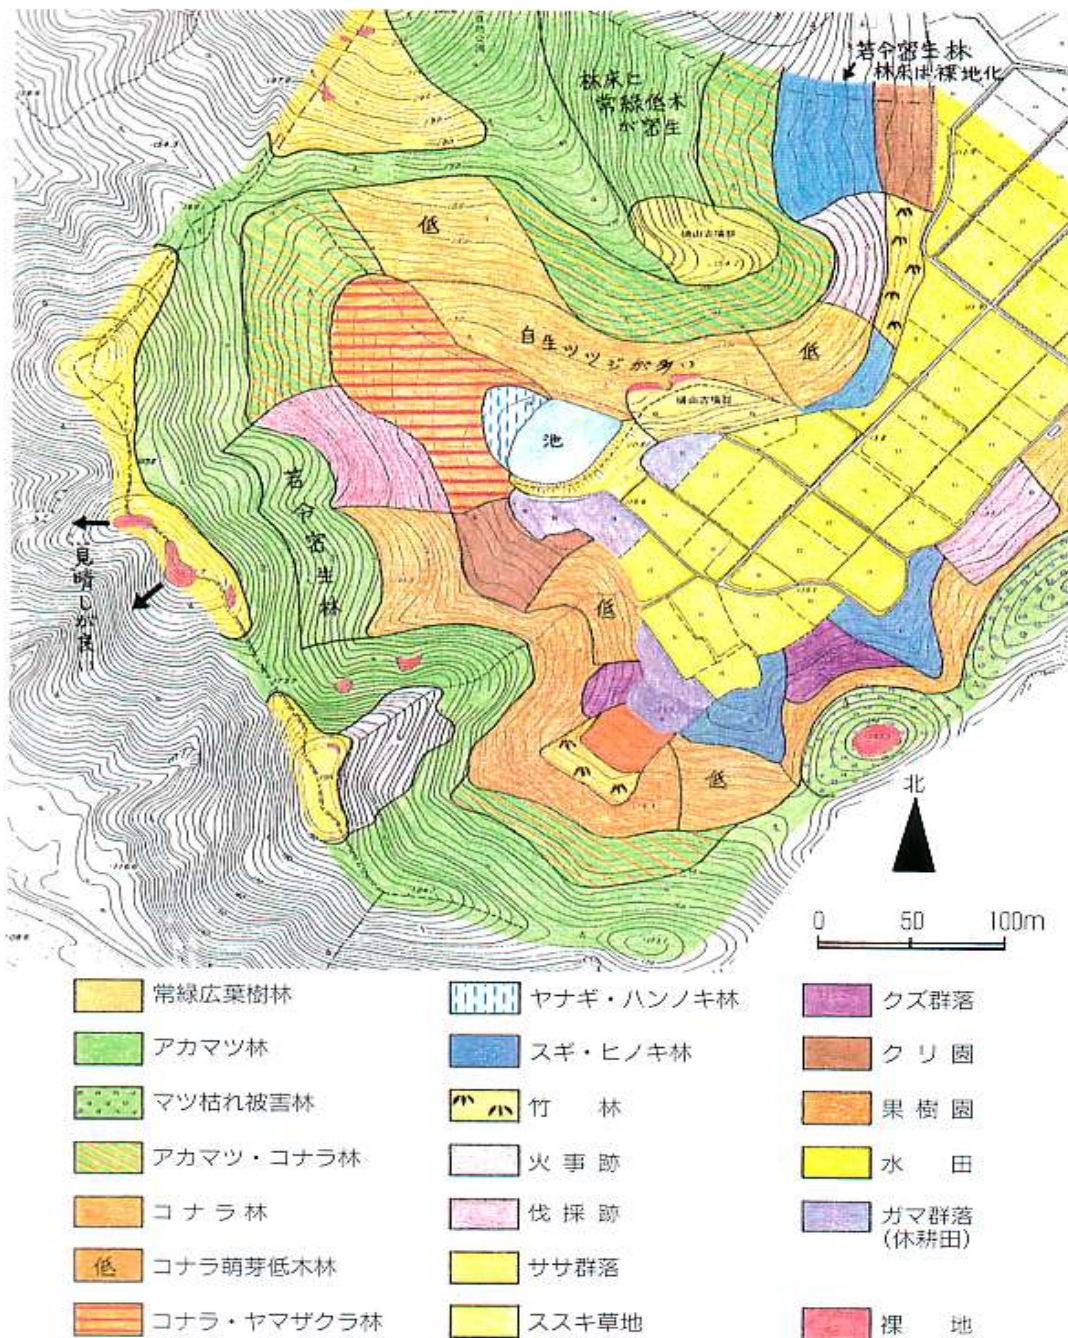 若令密生林
林床は裸地化
林床に
常緑低木
が密生
低
自生ツツジが多い
低
池
若令密生林
見晴しが良い
低
低
北
0 50 100m
常緑広葉樹林
アカマツ林
マツ枯れ被害林
アカマツ・コナラ林
コナラ林
低 コナラ萌芽低木林
コナラ・ヤマザクラ林
ヤナギ・ハンノキ林
スギ・ヒノキ林
竹 林
火事跡
伐採跡
ササ群落
ススキ草地
クズ群落
クリ園
果樹園
水 田
ガマ群落
(休耕田)
裸 地